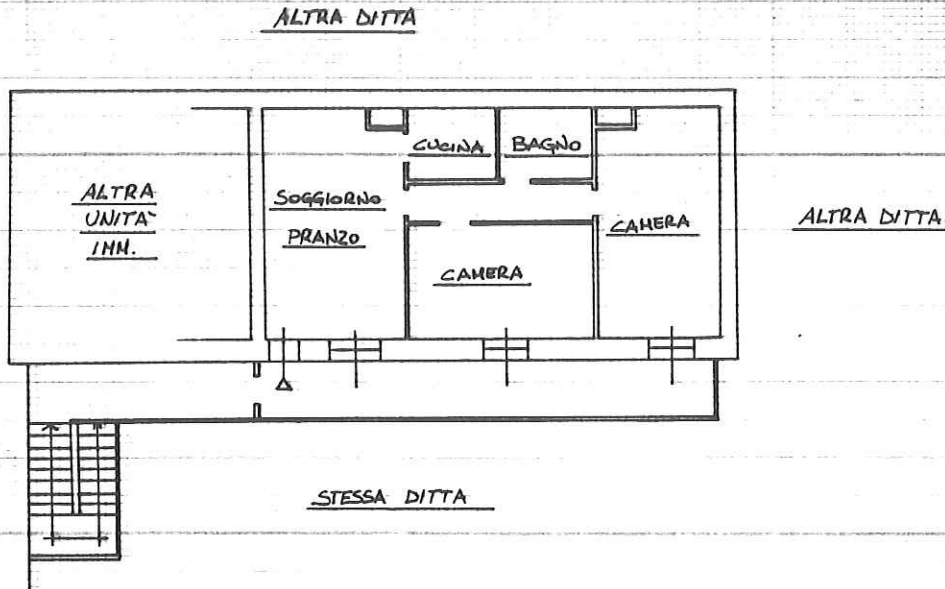 ALTRA DITTA
CUCINA
BAGNO
ALTRA
UNITA`
IMM.
SOGGIORNO
PRANZO
CAMERA
CAMERA
ALTRA DITTA
STESSA DITTA